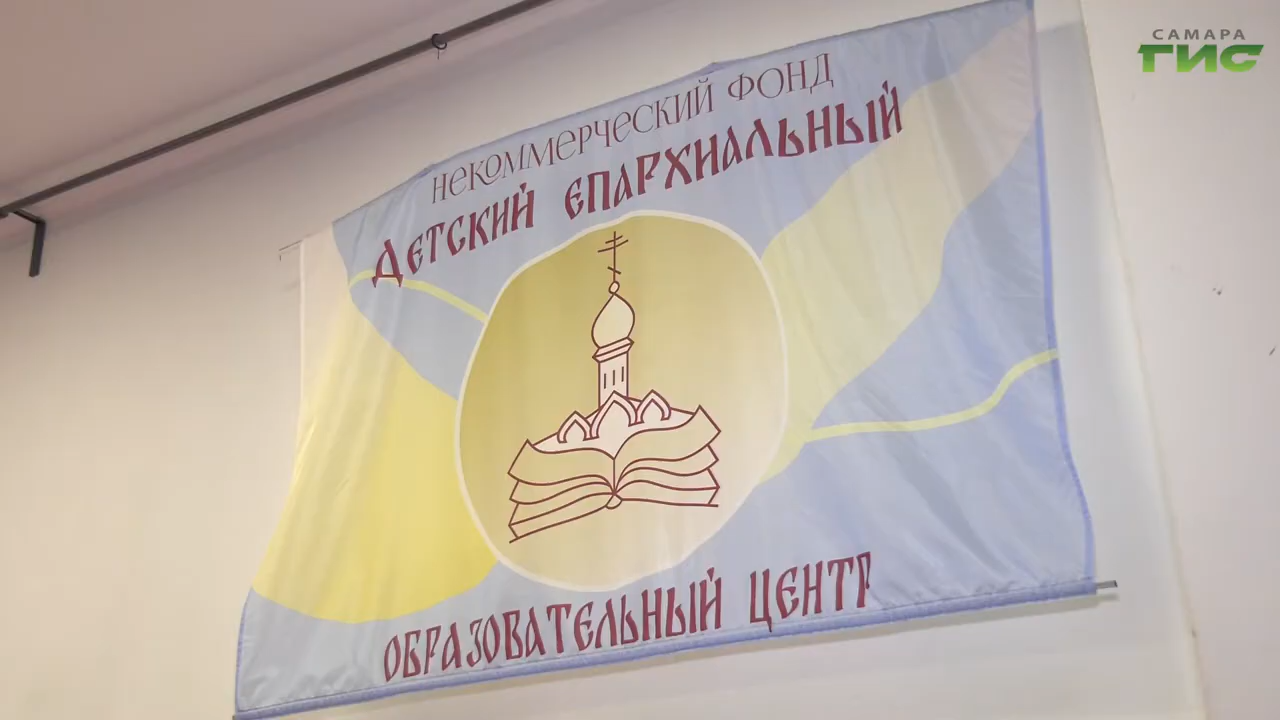 САМАРА
ГИС
НЕКОММЕРЧЕСКИЙ ФОНД
ДЕТСКИЙ ЕПАРХИАЛЬНЫЙ
ОБРАЗОВАТЕЛЬНЫЙ ЦЕНТР